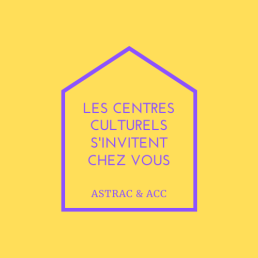 LES CENTRES
CULTURELS
S'INVITENT
CHEZ VOUS
ASTRAC & ACC